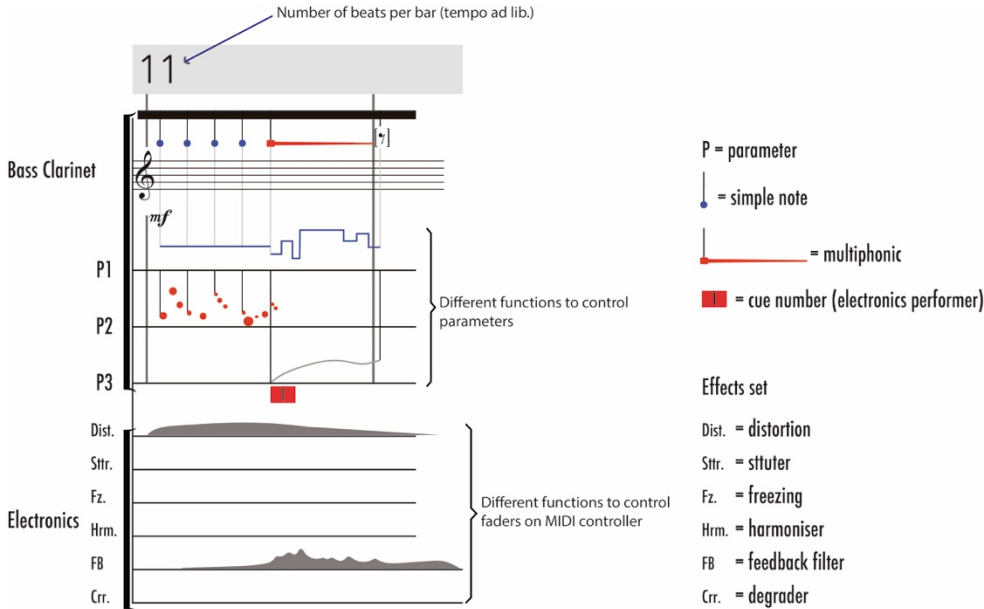 Number of beats per bar (tempo ad lib.)
11
Bass Clarinet
mf
P1
P2
P3
Different functions to control
parameters
1
Dist.
Sttr.
Fz.
Hrm.
FB
Crr.
Electronics
Different functions to control
faders on MIDI controller
P = parameter
= simple note
= multiphonic
1 = cue number (electronics performer)
Effects set
Dist. = distortion
Sttr. = sttuter
Fz. = freezing
Hrm. = harmoniser
FB = feedback filter
Crr. = degrader